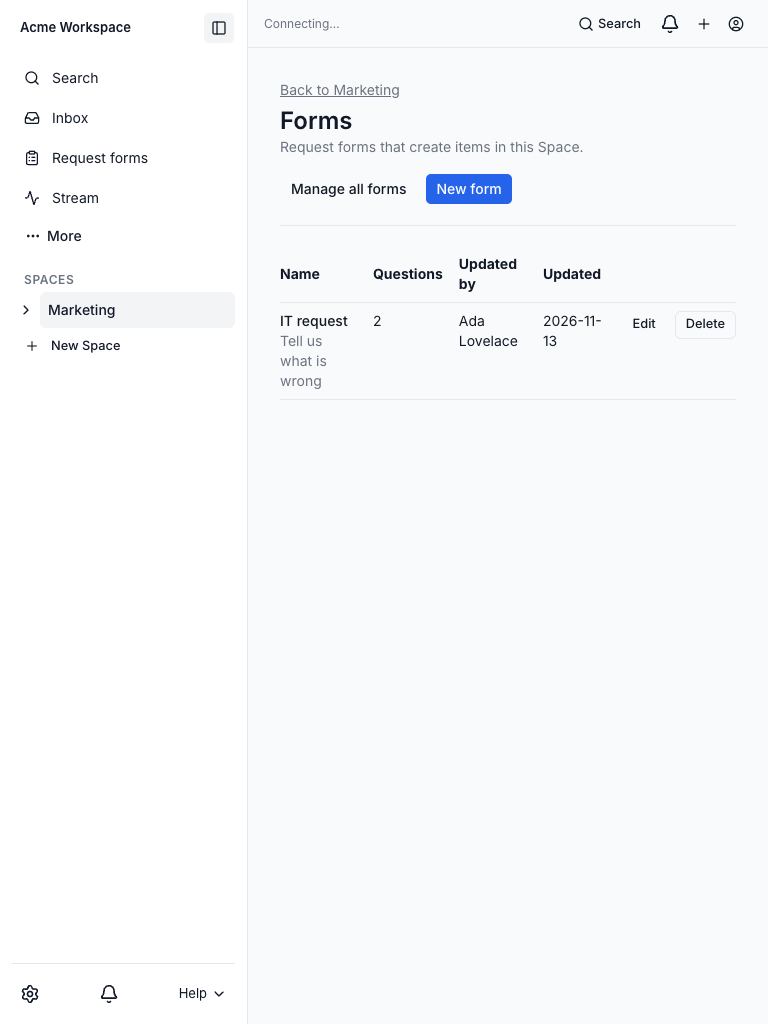 Acme Workspace
Search
Inbox
Request forms
Stream
More
SPACES
Marketing
New Space
Help
Connecting...
Search
Back to Marketing
Forms
Request forms that create items in this Space.
Manage all forms
New form
Name
Questions
Updated
by
Updated
IT request
Tell us
what is
wrong
2
Ada
Lovelace
2026-11-
13
Edit
Delete